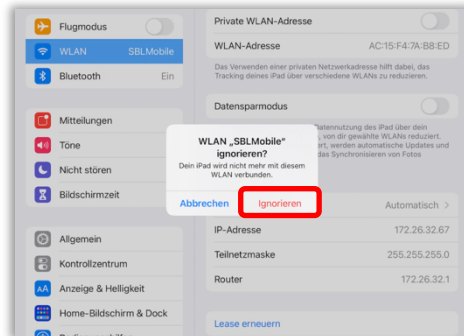 Flugmodus
WLAN SBLMobile
Bluetooth Ein
Mitteilungen
Töne
Nicht stören
Bildschirmzeit
Allgemein
Kontrollzentrum
AA Anzeige & Helligkeit
Home-Bildschirm & Dock
Private WLAN-Adresse
WLAN-Adresse AC:15:F4:7A:B8:ED
Das Verwenden einer privaten Netzwerkadresse hilft dabei, das
Tracking deines iPad über verschiedene WLANs zu reduzieren.
Datensparmodus
Datennutzung des iPad über dein
, von dir gewählte WLANs reduziert.
ert, werden automatische Updates und
das Synchronisieren von Fotos
WLAN „SBLMobile"
ignorieren?
Dein iPad wird nicht mehr mit diesem
WLAN verbunden.
Abbrechen Ignorieren
Automatisch >
IP-Adresse 172.26.32.67
Teilnetzmaske 255.255.255.0
Router 172.26.32.1
Lease erneuern